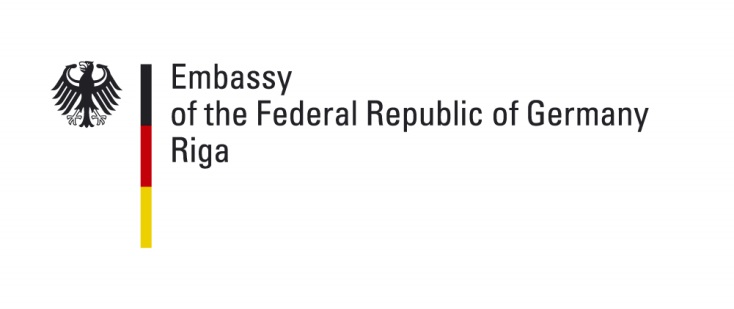 Embassy
of the Federal Republic of Germany
Riga